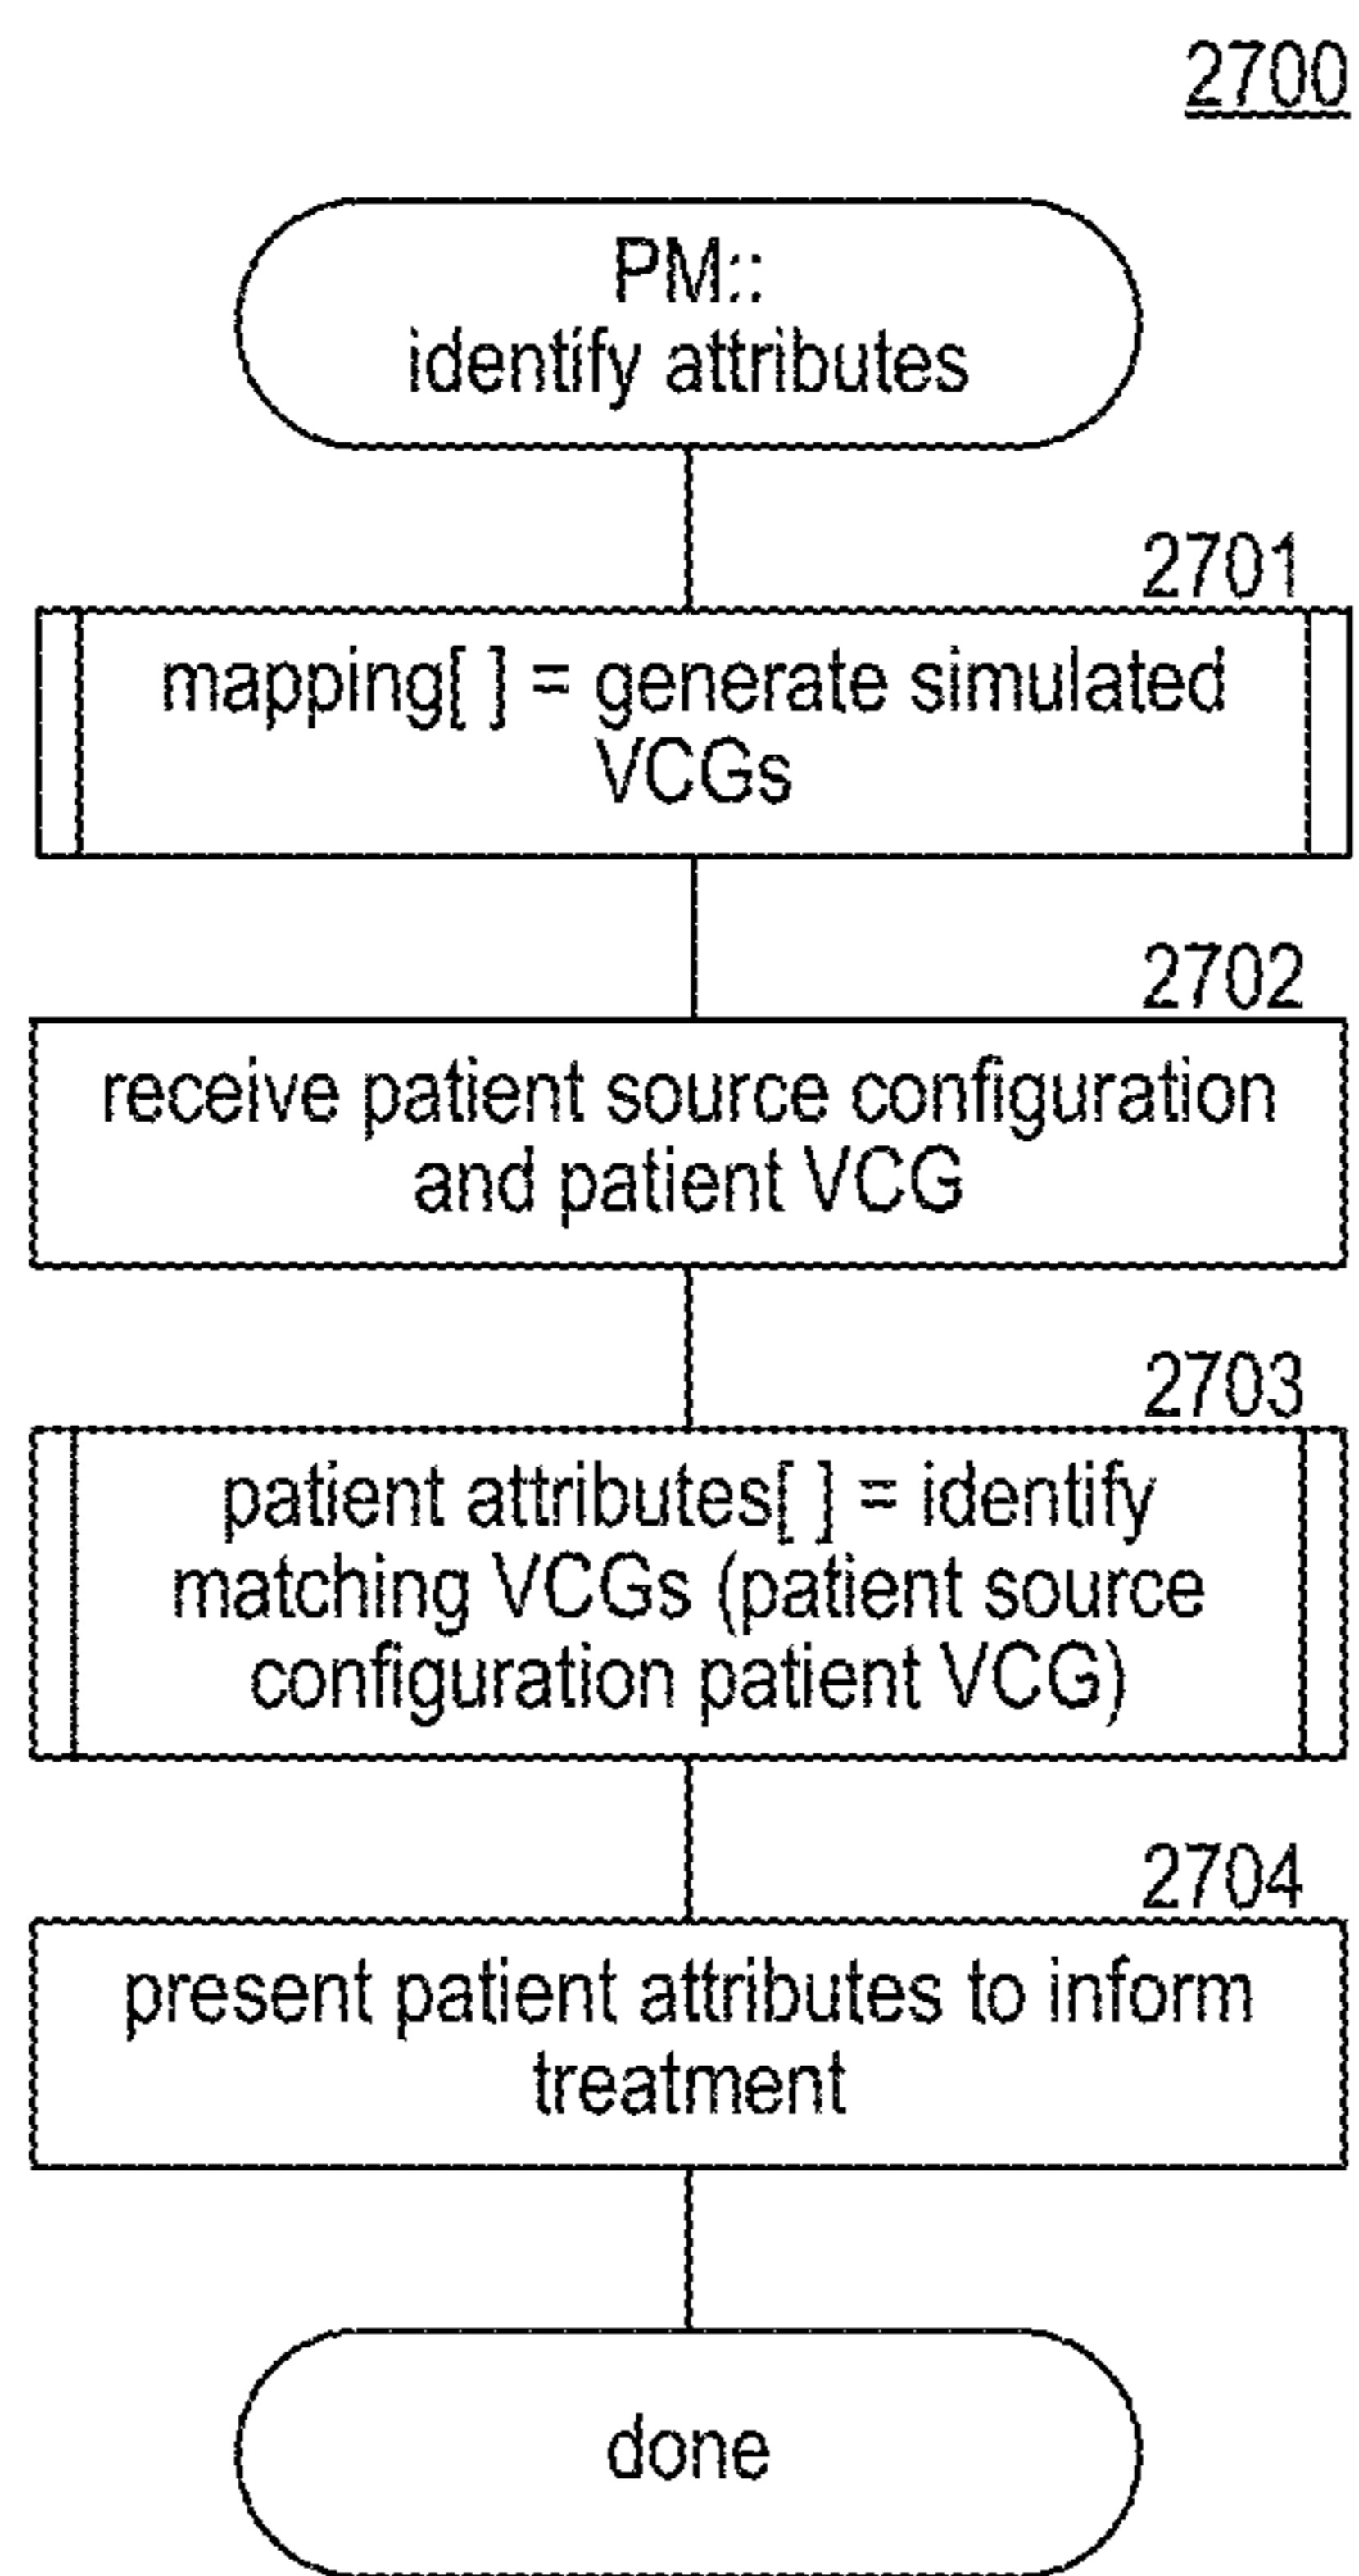 2700
PM::
identify attributes
2701
mapping[ ] = generate simulated
VCGs
2702
receive patient source configuration
and patient VCG
2703
patient attributes[ ] = identify
matching VCGs (patient source
configuration patient VCG)
2704
present patient attributes to inform
treatment
done